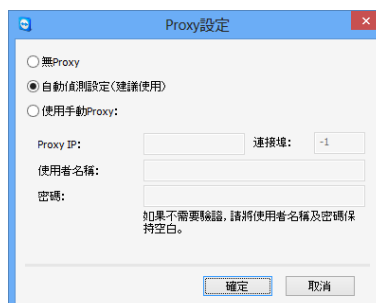 Proxy設定
無Proxy
自動偵測設定(建議使用)
使用手動Proxy:
Proxy IP: 連接埠: -1
使用者名稱:
密碼:
如果不需要驗證,請將使用者名稱及密碼保
持空白。
確定 取消